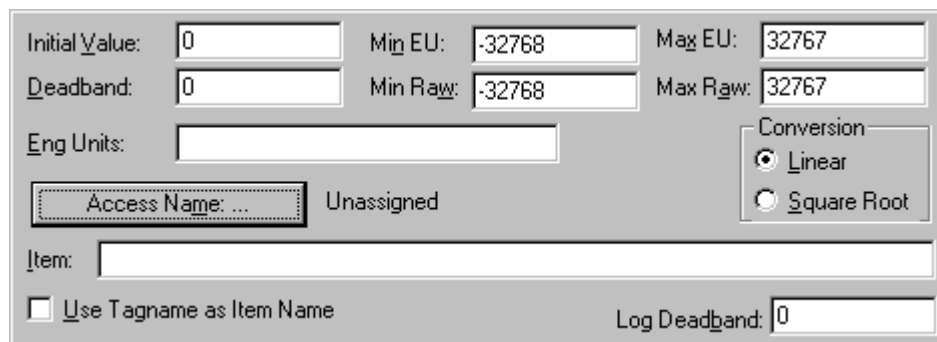 Initial Value: 0 Min EU: -32768 Max EU: 32767
Deadband: 0 Min Raw: -32768 Max Raw: 32767
Eng Units:
Conversion
Linear
Access Name: ... Unassigned
Square Root
Item:
Use Tagname as Item Name
Log Deadband: 0